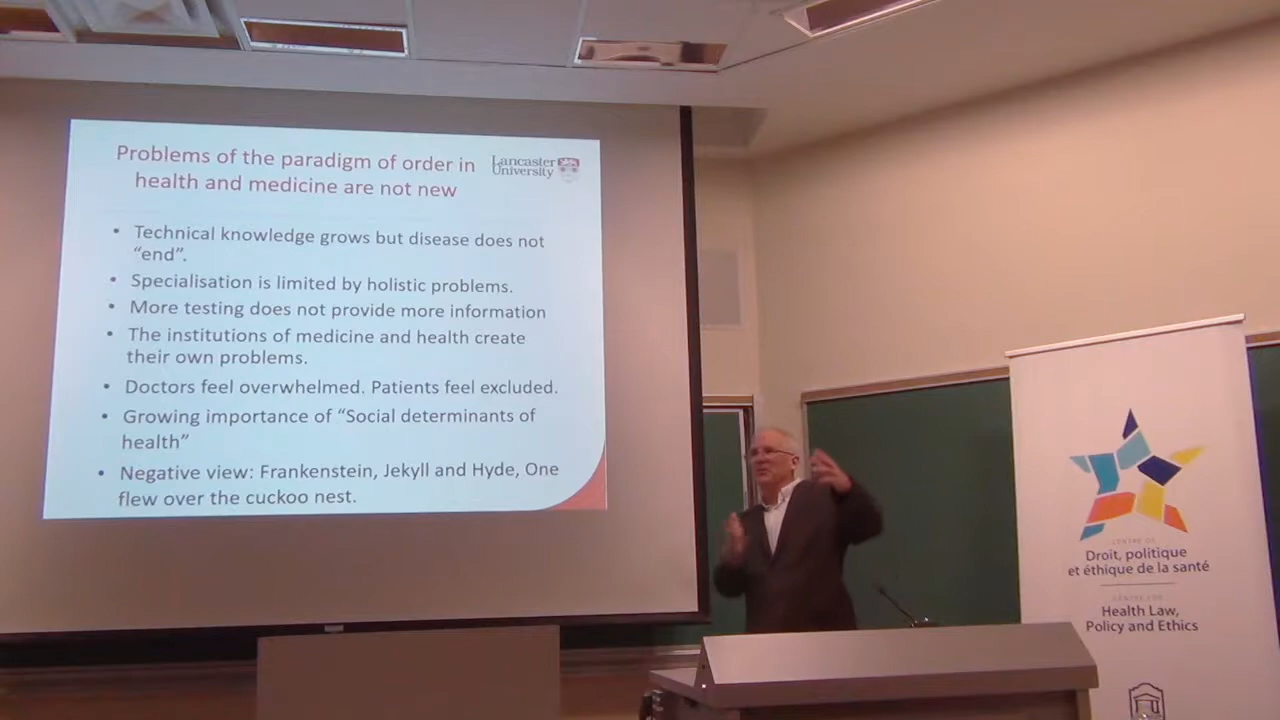 Problems of the paradigm of order in
health and medicine are not new
Lancaster
University
• Technical knowledge grows but disease does not
“end”.
• Specialisation is limited by holistic problems.
• More testing does not provide more information
• The institutions of medicine and health create
their own problems.
• Doctors feel overwhelmed. Patients feel excluded.
• Growing importance of “Social determinants of
health”
• Negative view: Frankenstein, Jekyll and Hyde, One
flew over the cuckoo nest.
CENTRE DE
Droit, politique
et éthique de la santé
CENTRE FOR
Health Law,
Policy and Ethics